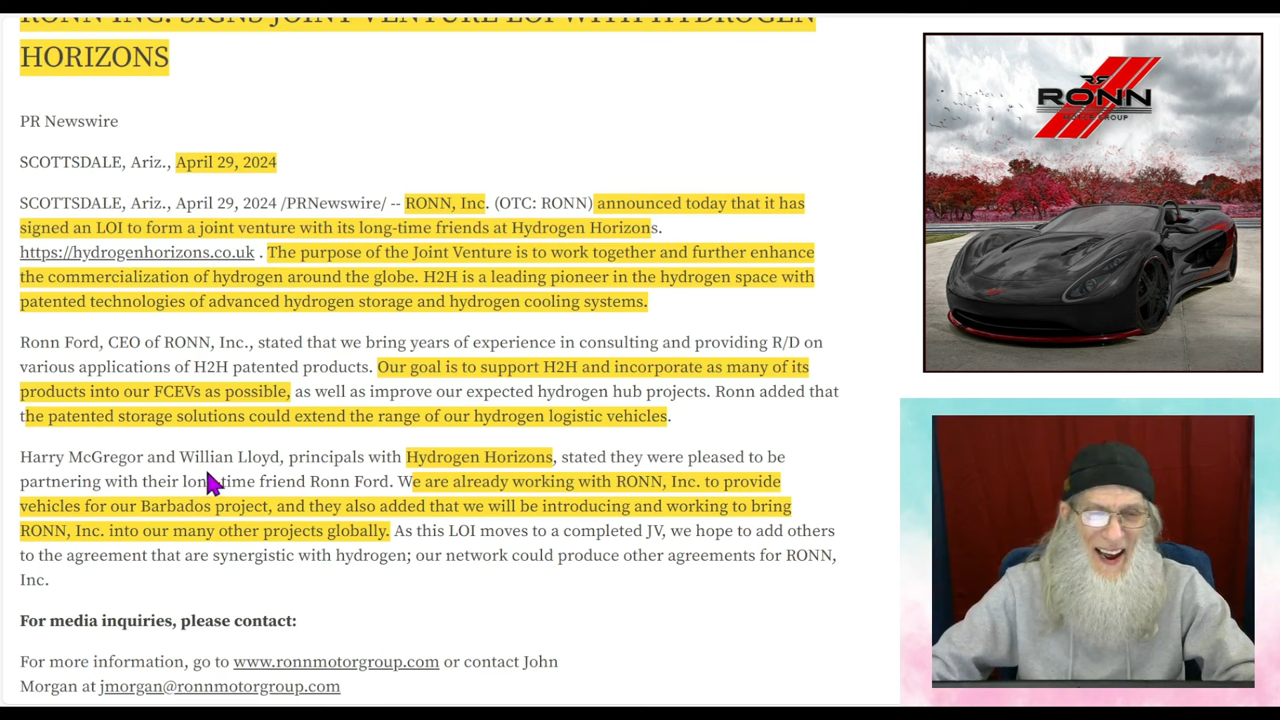 RONN INC. SIGNS JOINT VENTURE LOI WITH HYDROGEN
HORIZONS
PR Newswire
SCOTTSDALE, Ariz., April 29, 2024
SCOTTSDALE, Ariz., April 29, 2024 /PRNewswire/ -- RONN, Inc. (OTC: RONN) announced today that it has
signed an LOI to form a joint venture with its long-time friends at Hydrogen Horizons.
https://hydrogenhorizons.co.uk . The purpose of the Joint Venture is to work together and further enhance
the commercialization of hydrogen around the globe. H2H is a leading pioneer in the hydrogen space with
patented technologies of advanced hydrogen storage and hydrogen cooling systems.
Ronn Ford, CEO of RONN, Inc., stated that we bring years of experience in consulting and providing R/D on
various applications of H2H patented products. Our goal is to support H2H and incorporate as many of its
products into our FCEVs as possible, as well as improve our expected hydrogen hub projects. Ronn added that
the patented storage solutions could extend the range of our hydrogen logistic vehicles.
Harry McGregor and Willian Lloyd, principals with Hydrogen Horizons, stated they were pleased to be
partnering with their long-time friend Ronn Ford. We are already working with RONN, Inc. to provide
vehicles for our Barbados project, and they also added that we will be introducing and working to bring
RONN, Inc. into our many other projects globally. As this LOI moves to a completed JV, we hope to add others
to the agreement that are synergistic with hydrogen; our network could produce other agreements for RONN,
Inc.
For media inquiries, please contact:
For more information, go to www.ronnmotorgroup.com or contact John
Morgan at jmorgan@ronnmotorgroup.com
RONN
MOTOR GROUP